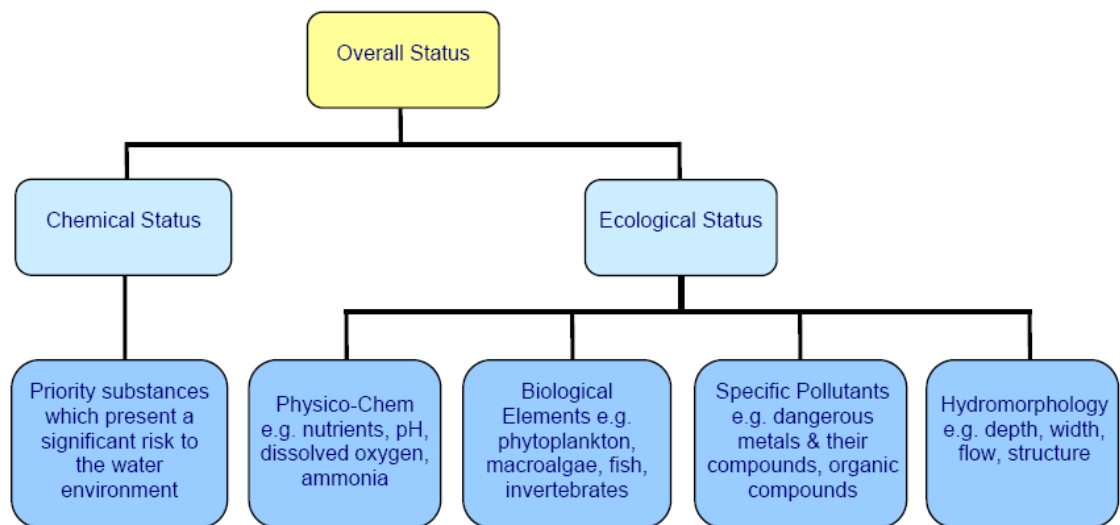 Overall Status
Chemical Status
Ecological Status
Priority substances
which present a
significant risk to
the water
environment
Physico-Chem
e.g. nutrients, pH,
dissolved oxygen,
ammonia
Biological
Elements e.g.
phytoplankton,
macroalgae, fish,
invertebrates
Specific Pollutants
e.g. dangerous
metals & their
compounds, organic
compounds
Hydromorphology
e.g. depth, width,
flow, structure